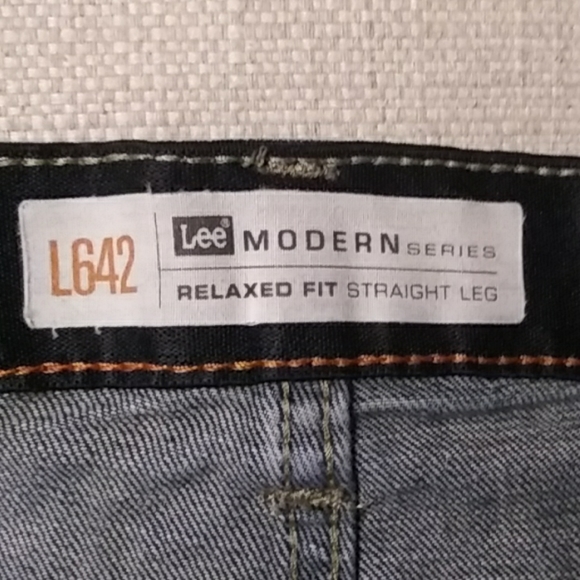 L642
Lee® MODERN SERIES
RELAXED FIT STRAIGHT LEG